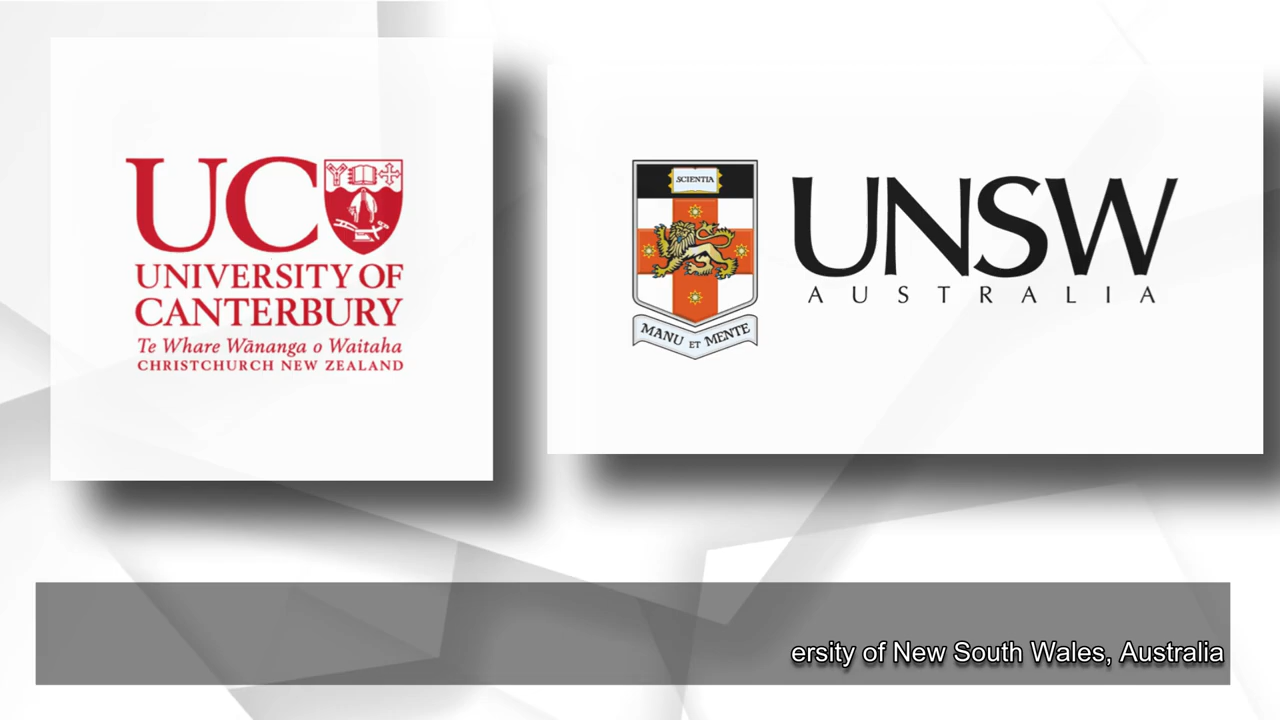 UC
UNIVERSITY OF
CANTERBURY
Te Whare Wānanga o Waitaha
CHRISTCHURCH NEW ZEALAND
SCIENTIA
MANU ET MENTE
UNSW
AUSTRALIA
ersity of New South Wales, Australia